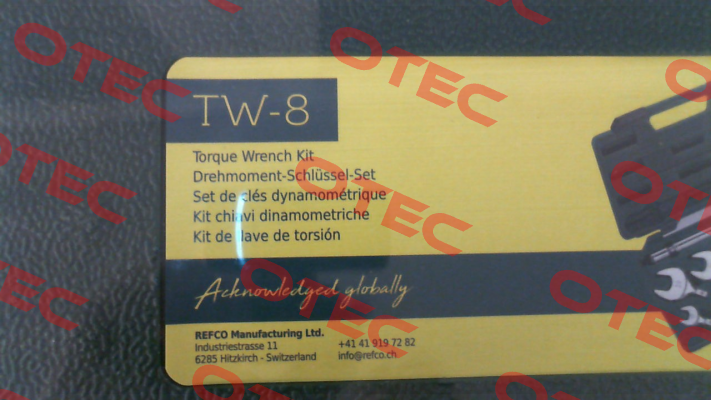 TW-8
Torque Wrench Kit
Drehmoment-Schlüssel-Set
Set de clés dynamométrique
Kit chiavi dinamometriche
Kit de llave de torsión
Acknowledged globally
REFCO Manufacturing Ltd.
Industriestrasse 11
6285 Hitzkirch - Switzerland
+41 41 919 72 82
info@refco.ch
OTEC
OTEC
OTEC
OTEC
OTEC
OTEC
OTEC
OTEC